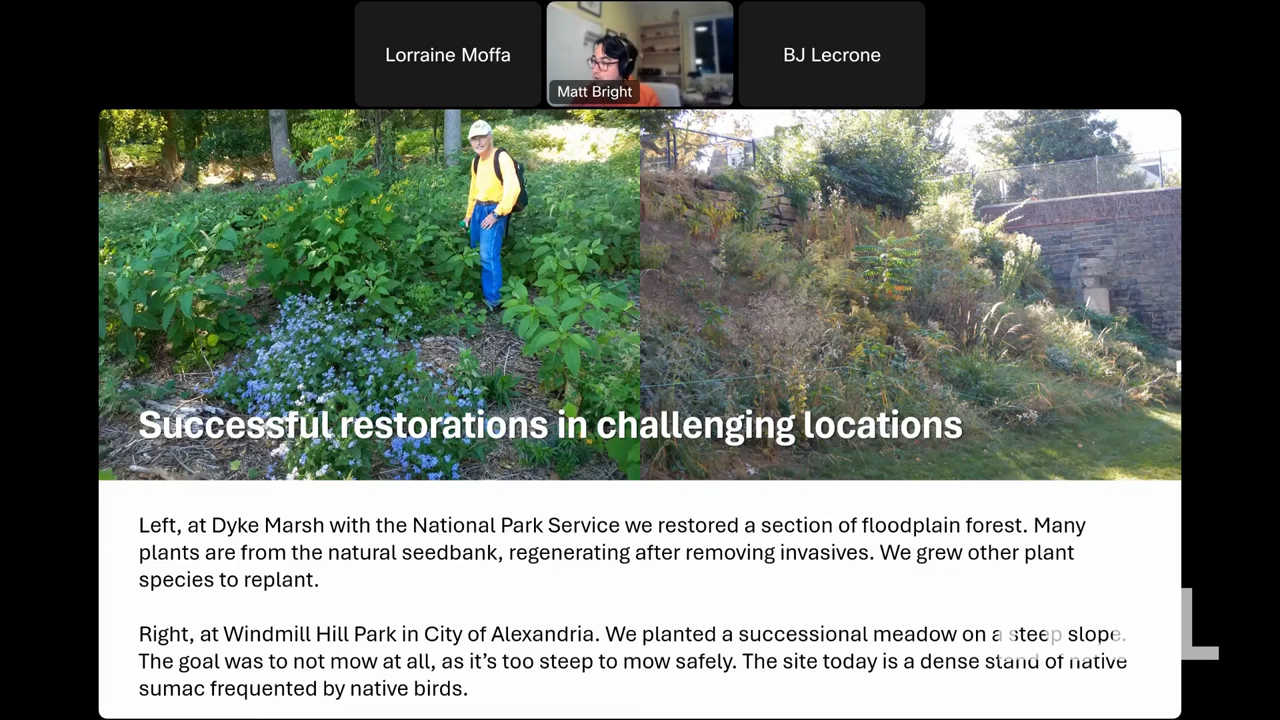 Lorraine Moffa
Matt Bright
BJ Lecrone
Successful restorations in challenging locations
Left, at Dyke Marsh with the National Park Service we restored a section of floodplain forest. Many
plants are from the natural seedbank, regenerating after removing invasives. We grew other plant
species to replant.
Right, at Windmill Hill Park in City of Alexandria. We planted a successional meadow on a steep slope.
The goal was to not mow at all, as it's too steep to mow safely. The site today is a dense stand of native
sumac frequented by native birds.